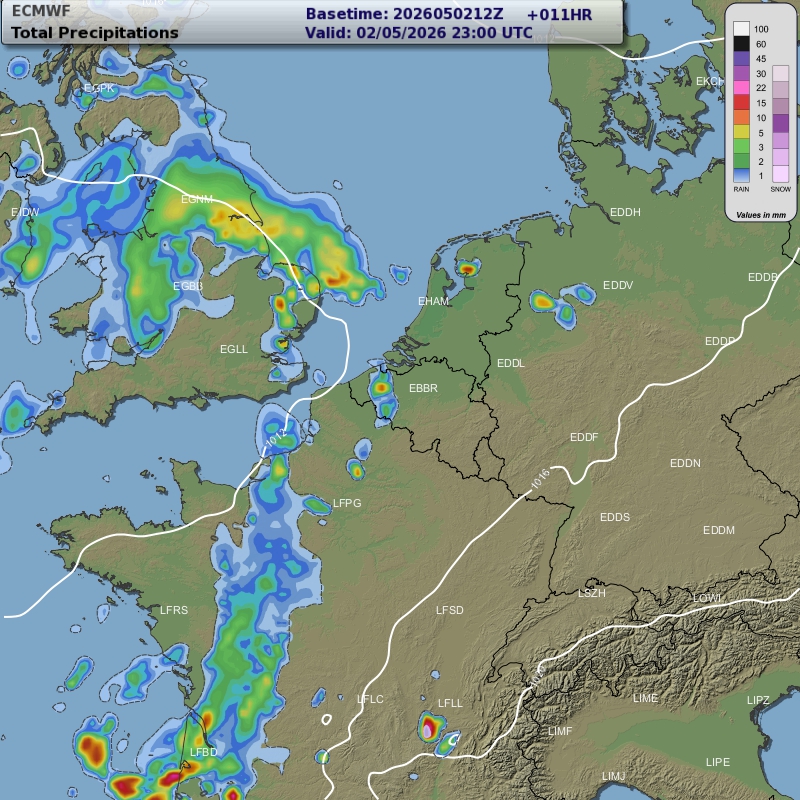 ECMWF
Basetime: 2026050212Z +011HR
Total Precipitations
Valid: 02/05/2026 23:00 UTC
100
60
45
30
22
15
10
5
3
2
1
RAIN SNOW
Values in mm
EGPK
EKCH
EIDW
EGNM
EDDH
EGBB
EHAM
EDDV
EDDB
EGLL
EDDP
EDDL
EBBR
1012
EDDF
EDDN
1016
LFPG
EDDS
EDDM
LFRS
LFSD
LSZH
LOWI
LFLC
LFLL
LIME
LIPZ
LIMF
LFBD
LIPE
LIMJ